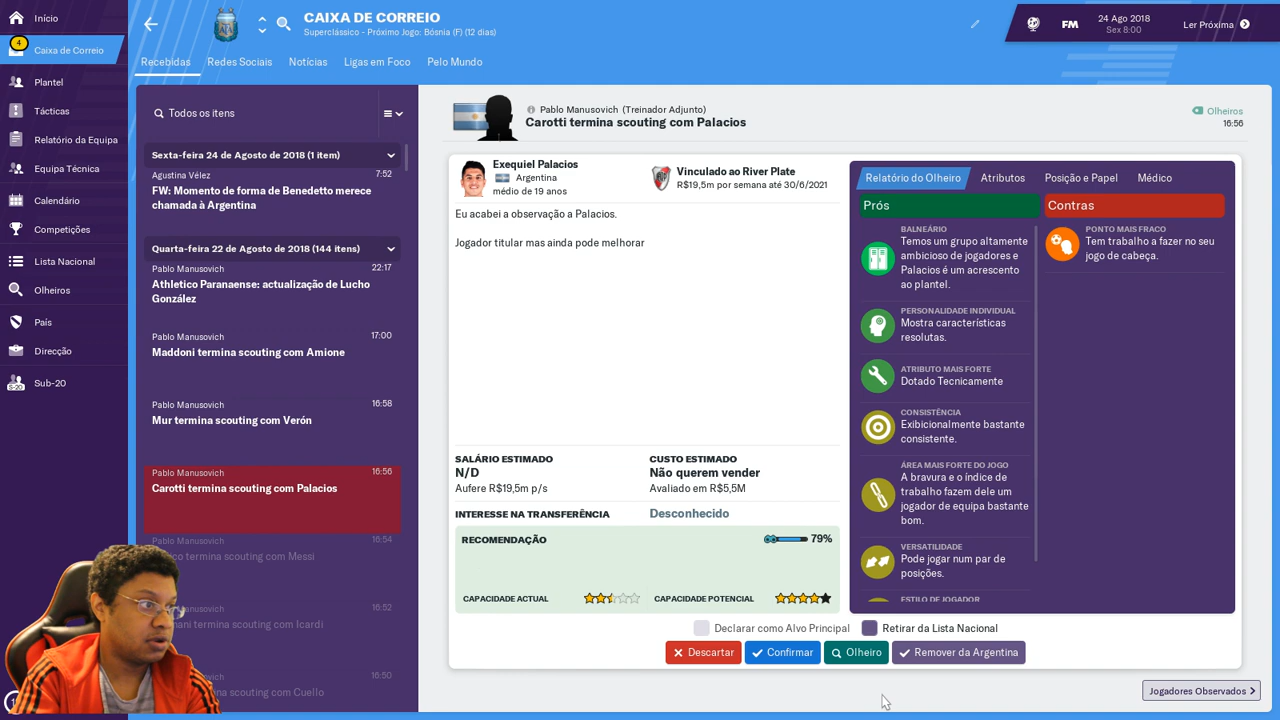 Início
CAIXA DE CORREIO
Superclássico - Próximo Jogo: Bósnia (F) (12 dias)
FM
24 Ago 2018
Sex 8:00
Ler Próxima
4
Caixa de Correio
Recebidas
Redes Sociais
Notícias
Ligas em Foco
Pelo Mundo
Plantel
Tácticas
Relatório da Equipa
Equipa Técnica
Calendário
Competições
Lista Nacional
Olheiros
País
Direcção
Sub-20
Todos os itens
Sexta-feira 24 de Agosto de 2018 (1 item)
Agustina Vélez
7:52
FW: Momento de forma de Benedetto merece
chamada à Argentina
Quarta-feira 22 de Agosto de 2018 (144 itens)
Pablo Manusovich
22:17
Athletico Paranaense: actualização de Lucho
González
Pablo Manusovich
17:00
Maddoni termina scouting com Amione
Pablo Manusovich
16:58
Mur termina scouting com Verón
Pablo Manusovich
16:56
Carotti termina scouting com Palacios
Pablo Manusovich
16:54
termina scouting com Messi
16:52
termina scouting com Icardi
16:50
termina scouting com Cuello
Pablo Manusovich (Treinador Adjunto)
Carotti termina scouting com Palacios
Olheiros
16:56
Exequiel Palacios
Argentina
médio de 19 anos
Vinculado ao River Plate
R$19,5m por semana até 30/6/2021
Eu acabei a observação a Palacios.
Jogador titular mas ainda pode melhorar
SALÁRIO ESTIMADO
N/D
Aufere R$19,5m p/s
CUSTO ESTIMADO
Não querem vender
Avaliado em R$5,5M
INTERESSE NA TRANSFERÊNCIA
Desconhecido
RECOMENDAÇÃO
79%
CAPACIDADE ACTUAL
CAPACIDADE POTENCIAL
Relatório do Olheiro
Atributos
Posição e Papel
Médico
Prós
BALNEÁRIO
Temos um grupo altamente
ambicioso de jogadores e
Palacios é um acrescento
ao plantel.
PERSONALIDADE INDIVIDUAL
Mostra características
resolutas.
ATRIBUTO MAIS FORTE
Dotado Tecnicamente
CONSISTÊNCIA
Exibicionalmente bastante
consistente.
ÁREA MAIS FORTE DO JOGO
A bravura e o índice de
trabalho fazem dele um
jogador de equipa bastante
bom.
VERSATILIDADE
Pode jogar num par de
posições.
ESTILO DE JOGADOR
Contras
PONTO MAIS FRACO
Tem trabalho a fazer no seu
jogo de cabeça.
Declarar como Alvo Principal
Retirar da Lista Nacional
Descartar
Confirmar
Olheiro
Remover da Argentina
Jogadores Observados